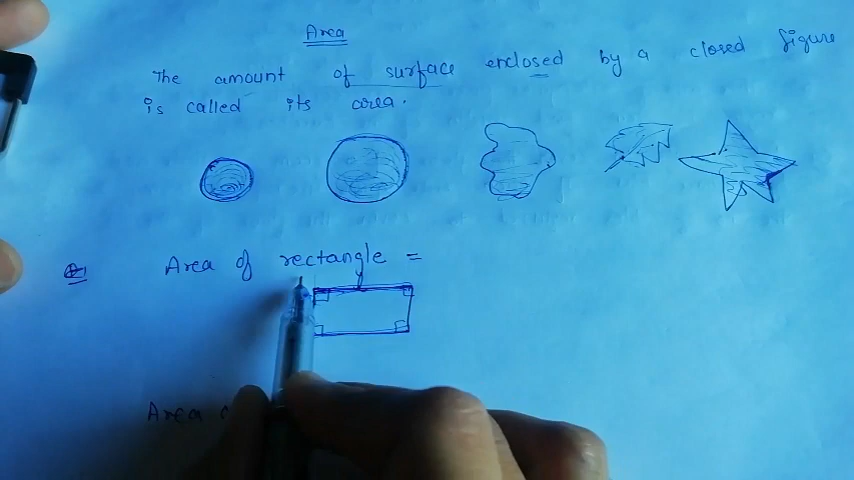 Area
The amount of surface enclosed by a closed figure
is called its area.
Area of rectangle =
Area